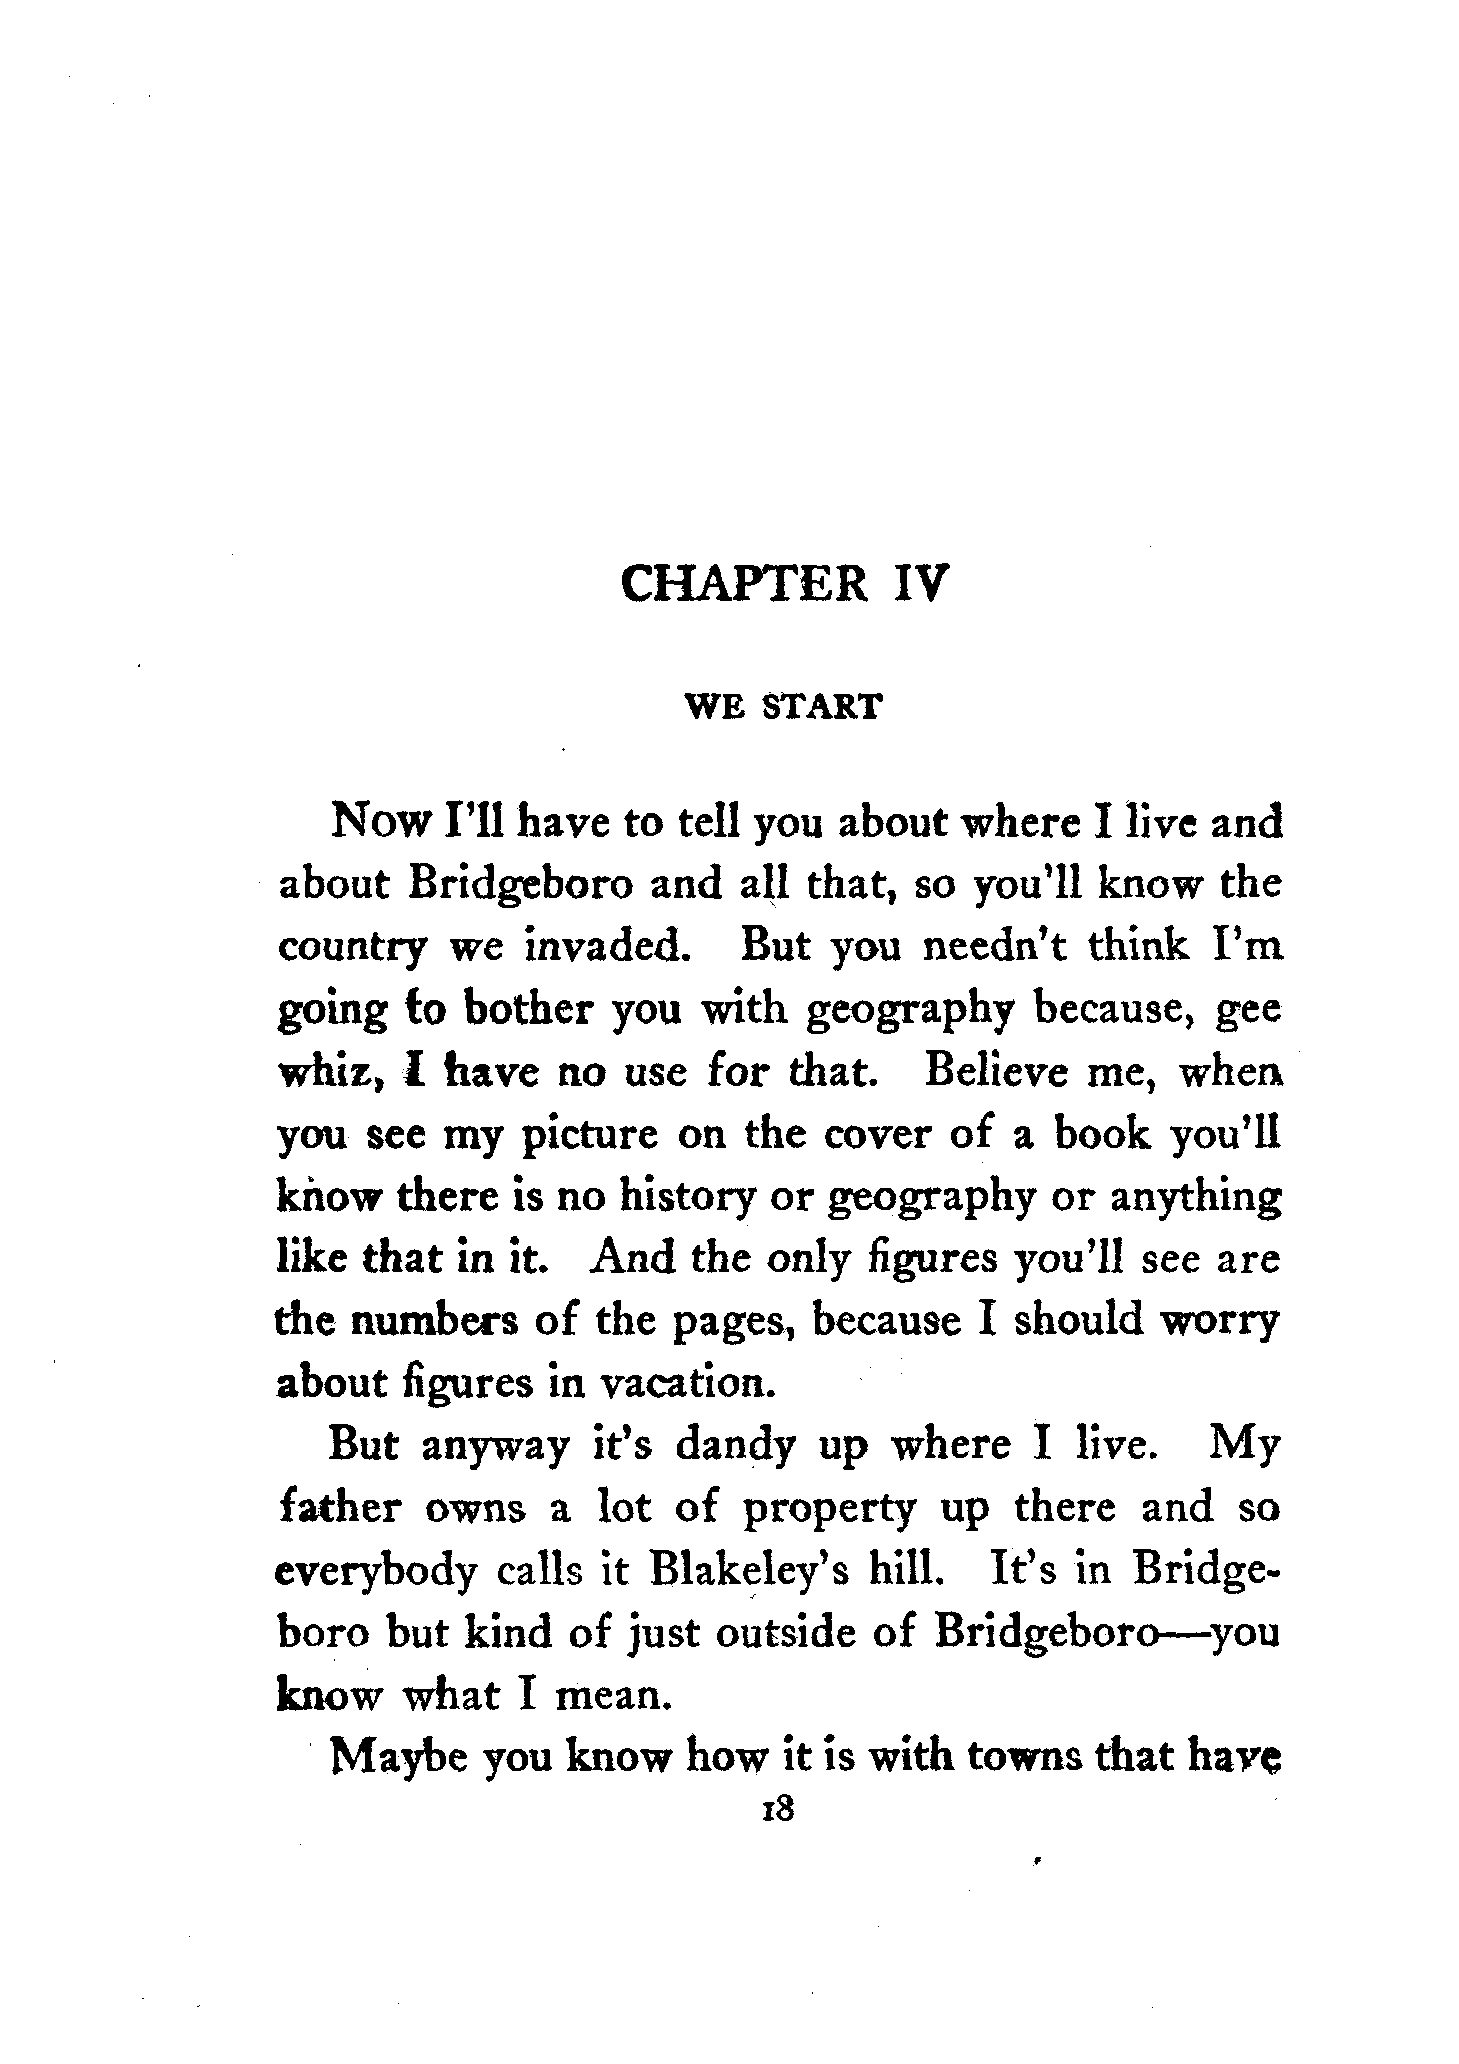 CHAPTER IV
WE START
Now I'll have to tell you about where I live and
about Bridgeboro and all that, so you'll know the
country we invaded. But you needn't think I'm
going to bother you with geography because, gee
whiz, I have no use for that. Believe me, when
you see my picture on the cover of a book you'll
know there is no history or geography or anything
like that in it. And the only figures you'll see are
the numbers of the pages, because I should worry
about figures in vacation.
But anyway it's dandy up where I live. My
father owns a lot of property up there and so
everybody calls it Blakeley's hill. It's in Bridge-
boro but kind of just outside of Bridgeboro—you
know what I mean.
Maybe you know how it is with towns that have
18